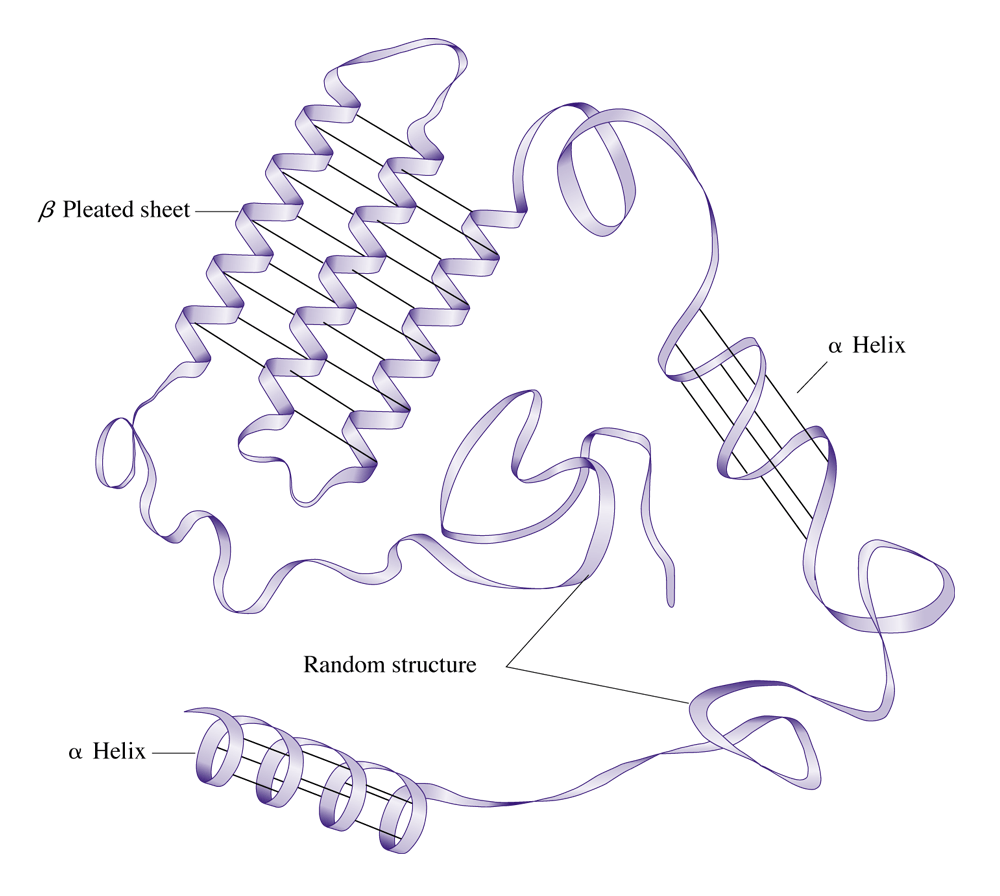 β Pleated sheet
α Helix
Random structure
α Helix